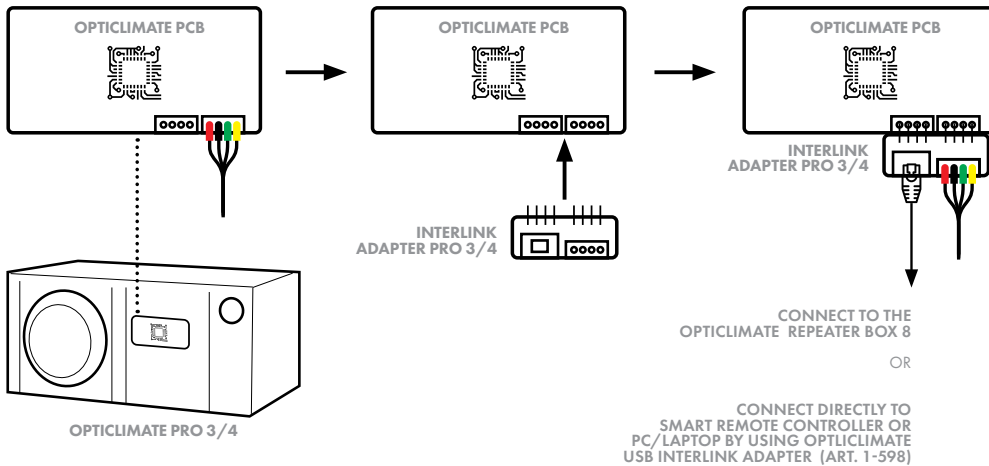 OPTICLIMATE PCB
OPTICLIMATE PCB
OPTICLIMATE PCB
INTERLINK
ADAPTER PRO 3/4
INTERLINK
ADAPTER PRO 3/4
OPTICLIMATE PRO 3/4
CONNECT TO THE
OPTICLIMATE REPEATER BOX 8
OR
CONNECT DIRECTLY TO
SMART REMOTE CONTROLLER OR
PC/LAPTOP BY USING OPTLICLIMATE
USB INTERLINK ADAPTER (ART. 1-598)